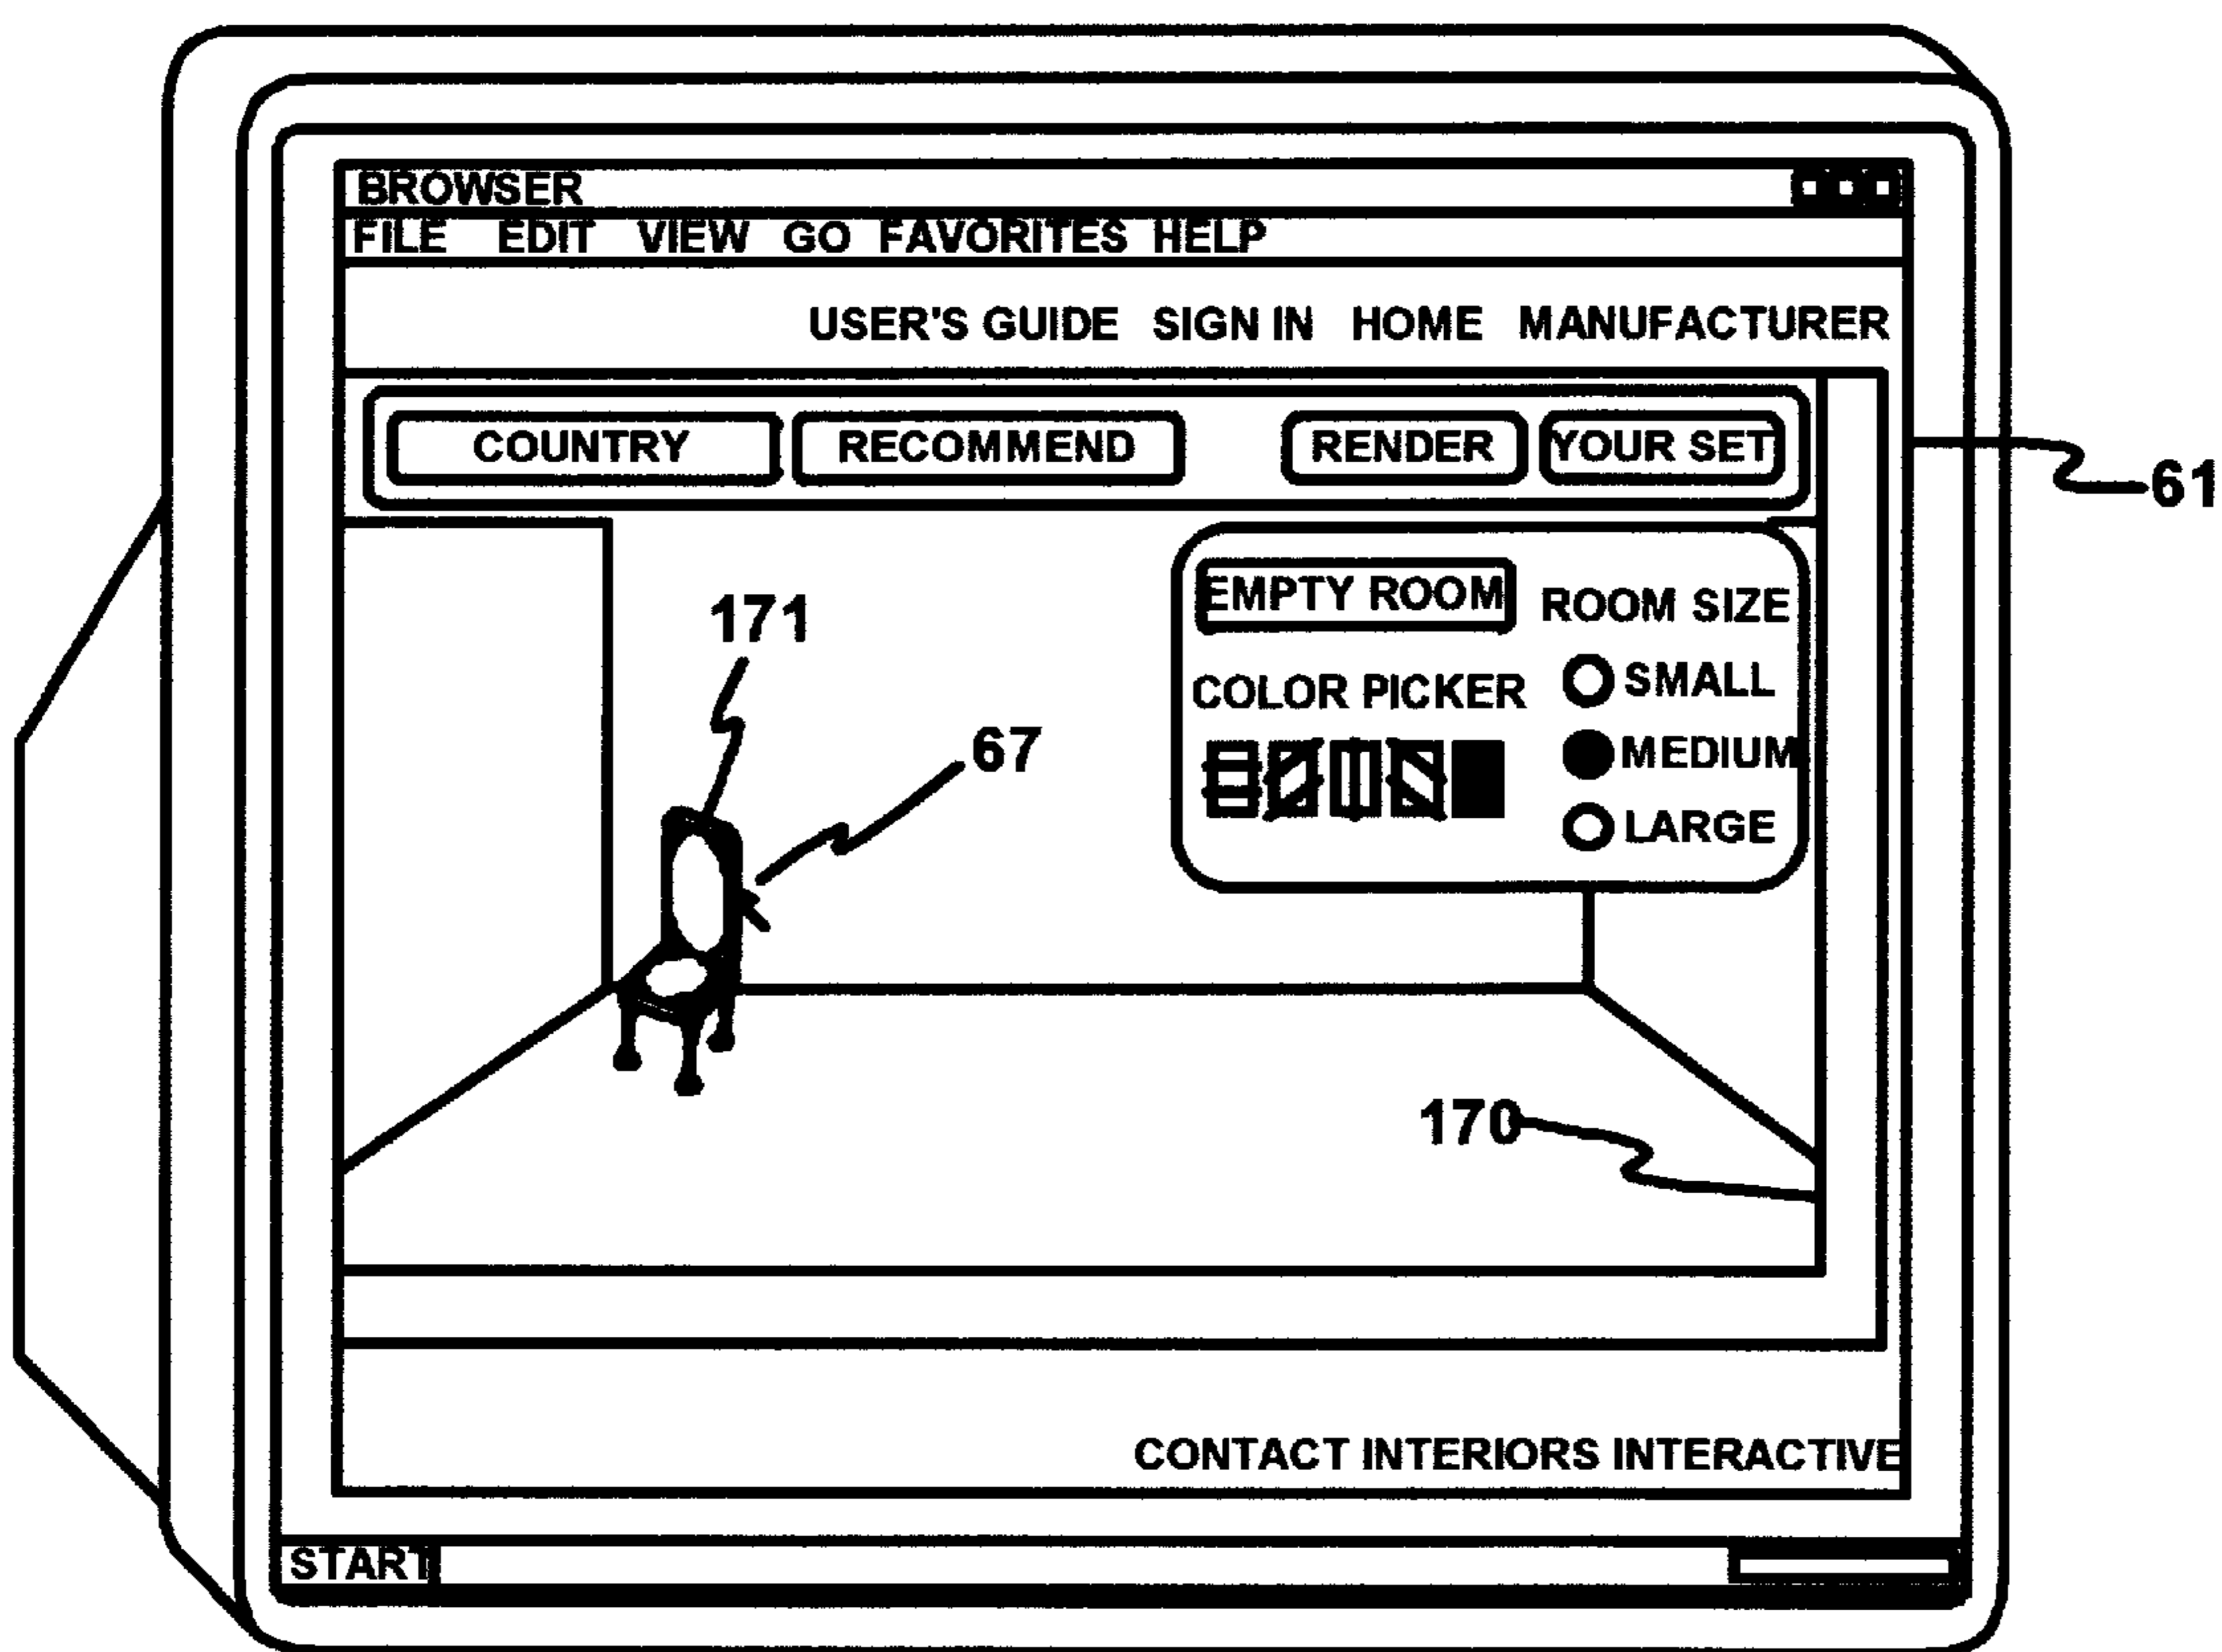 BROWSER
FILE EDIT VIEW GO FAVORITES HELP
USER'S GUIDE SIGN IN HOME MANUFACTURER
COUNTRY RECOMMEND RENDER YOUR SET
61
EMPTY ROOM ROOM SIZE
171
COLOR PICKER SMALL
67
MEDIUM
LARGE
170
CONTACT INTERIORS INTERACTIVE
START